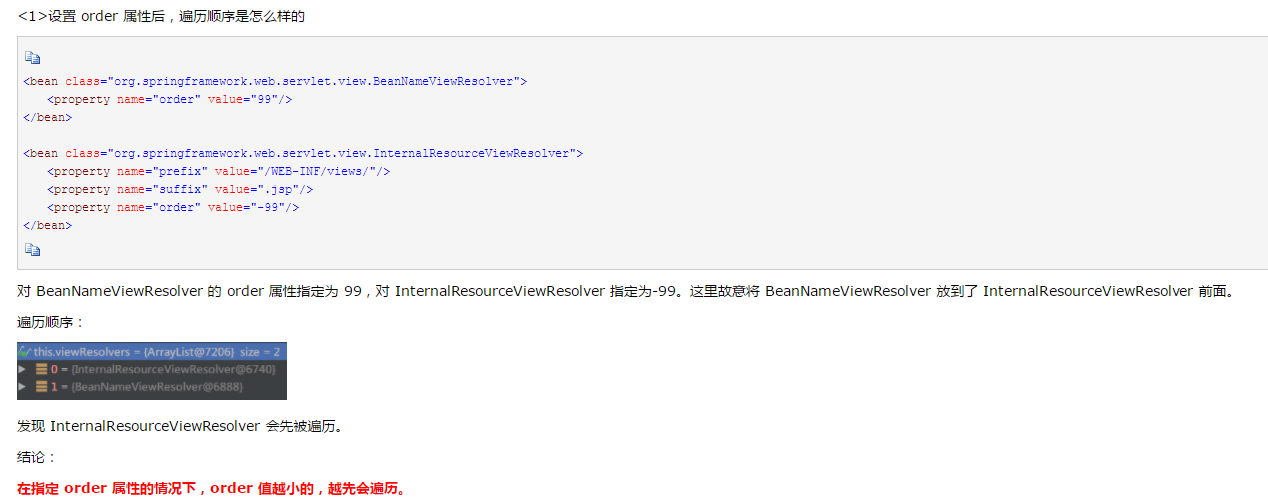 <1>设置 order 属性后，遍历顺序是怎么样的
<bean class="org.springframework.web.servlet.view.BeanNameViewResolver">
<property name="order" value="99"/>
</bean>
<bean class="org.springframework.web.servlet.view.InternalResourceViewResolver">
<property name="prefix" value="/WEB-INF/views/"/>
<property name="suffix" value=".jsp"/>
<property name="order" value="-99"/>
</bean>
对 BeanNameViewResolver 的 order 属性指定为 99，对 InternalResourceViewResolver 指定为-99。这里故意将 BeanNameViewResolver 放到了 InternalResourceViewResolver 前面。
遍历顺序：
this.viewResolvers = {ArrayList@7206} size = 2
0 = {InternalResourceViewResolver@6740}
1 = {BeanNameViewResolver@6888}
发现 InternalResourceViewResolver 会先被遍历。
结论：
在指定 order 属性的情况下，order 值越小的，越先会遍历。